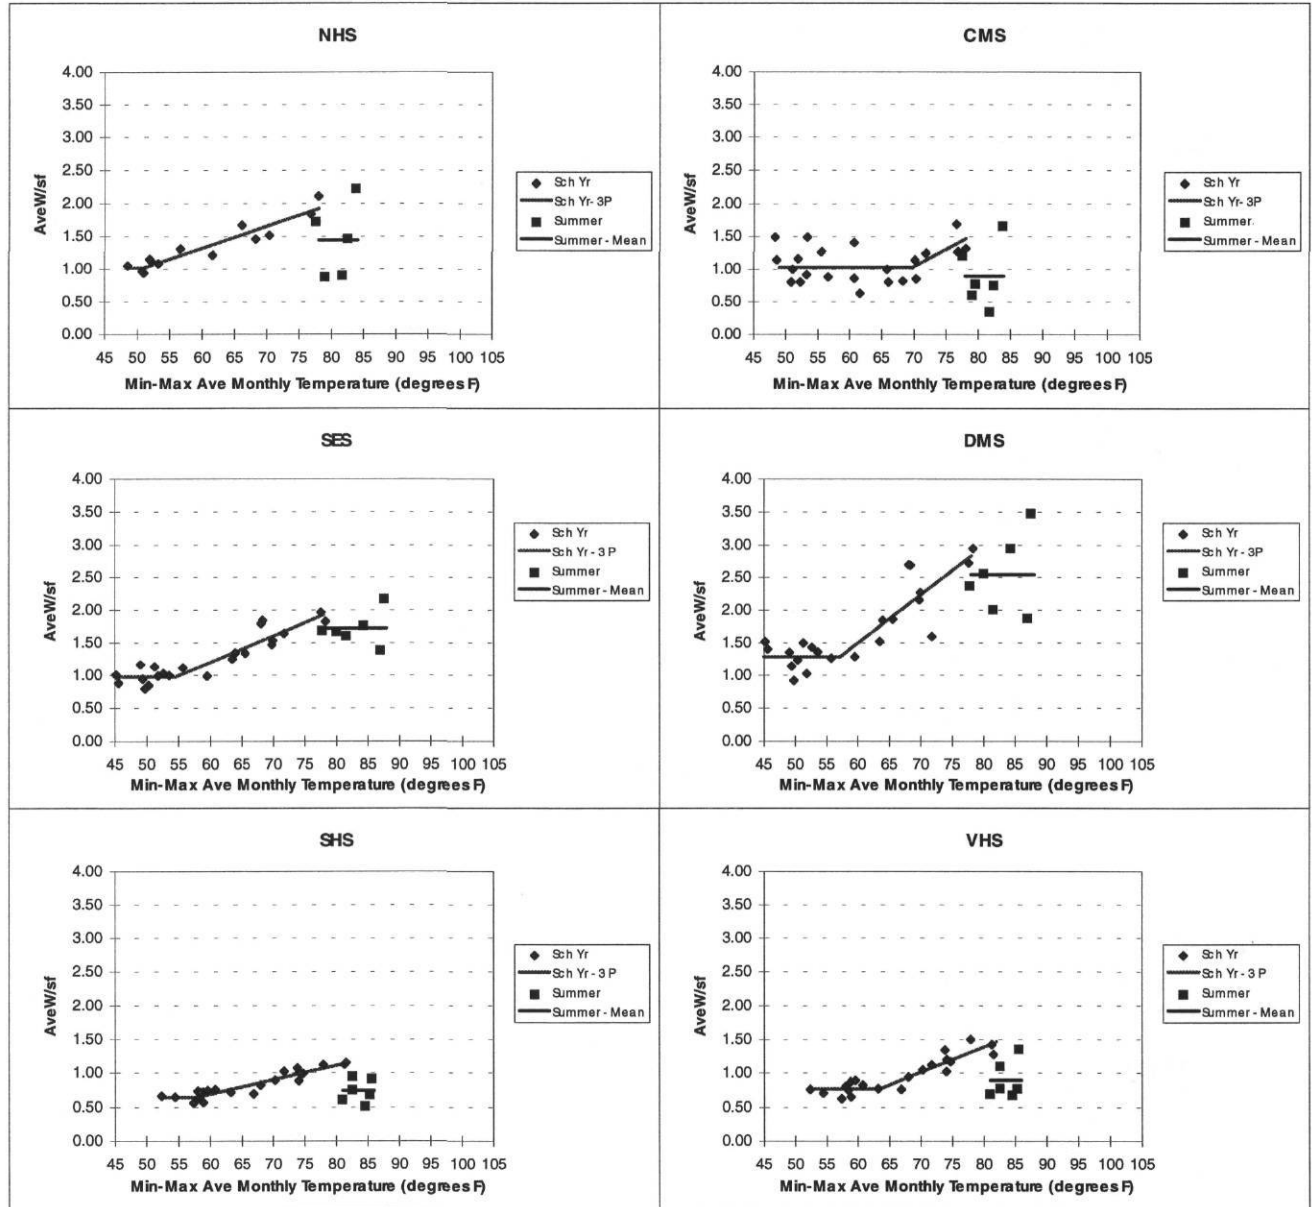 NHS
4.00
3.50
3.00
2.50
2.00
1.50
1.00
0.50
0.00
AveW/sf
45 50 55 60 65 70 75 80 85 90 95 100 105
Min-Max Ave Monthly Temperature (degrees F)
Sch Yr
Sch Yr- 3P
Summer
Summer - Mean
CMS
4.00
3.50
3.00
2.50
2.00
1.50
1.00
0.50
0.00
AveW/sf
45 50 55 60 65 70 75 80 85 90 95 100 105
Min-Max Ave Monthly Temperature (degrees F)
Sch Yr
Sch Yr- 3P
Summer
Summer - Mean
SES
4.00
3.50
3.00
2.50
2.00
1.50
1.00
0.50
0.00
AveW/sf
45 50 55 60 65 70 75 80 85 90 95 100 105
Min-Max Ave Monthly Temperature (degrees F)
Sch Yr
Sch Yr - 3P
Summer
Summer - Mean
DMS
4.00
3.50
3.00
2.50
2.00
1.50
1.00
0.50
0.00
AveW/sf
45 50 55 60 65 70 75 80 85 90 95 100 105
Min-Max Ave Monthly Temperature (degrees F)
Sch Yr
Sch Yr - 3P
Summer
Summer - Mean
SHS
4.00
3.50
3.00
2.50
2.00
1.50
1.00
0.50
0.00
AveW/sf
45 50 55 60 65 70 75 80 85 90 95 100 105
Min-Max Ave Monthly Temperature (degrees F)
Sch Yr
Sch Yr - 3P
Summer
Summer - Mean
VHS
4.00
3.50
3.00
2.50
2.00
1.50
1.00
0.50
0.00
AveW/sf
45 50 55 60 65 70 75 80 85 90 95 100 105
Min-Max Ave Monthly Temperature (degrees F)
Sch Yr
Sch Yr - 3P
Summer
Summer - Mean